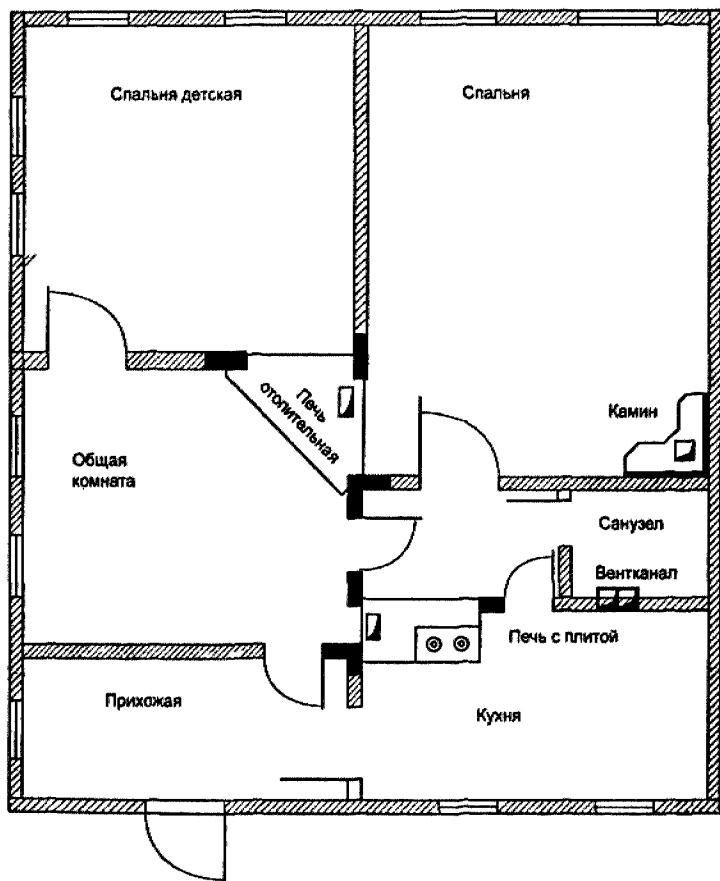 Спальня детская
Спальня
Печь
отопительная
Камин
Общая
комната
Санузел
Вентканал
Печь с плитой
Прихожая
Кухня